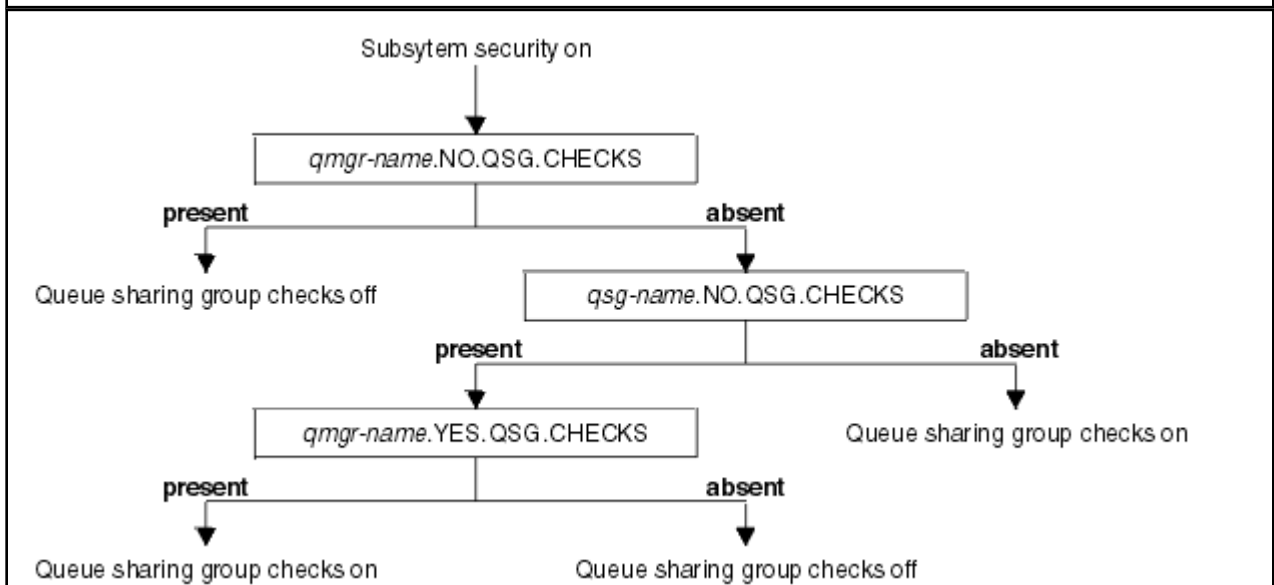 Subsytem security on
qmgr-name.NO.QSG.CHECKS
present
absent
Queue sharing group checks off
qsg-name.NO.QSG.CHECKS
present
absent
qmgr-name.YES.QSG.CHECKS
Queue sharing group checks on
present
absent
Queue sharing group checks on
Queue sharing group checks off